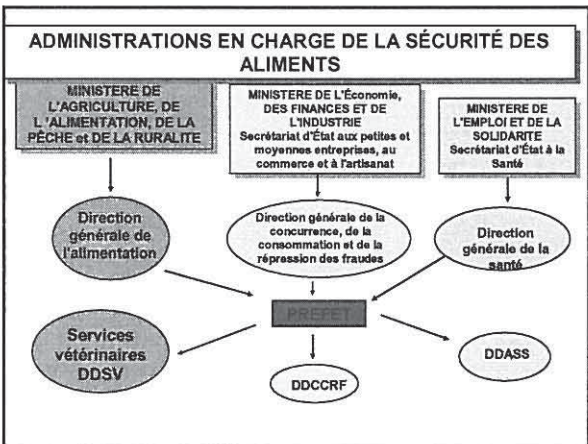 ADMINISTRATIONS EN CHARGE DE LA SÉCURITÉ DES
ALIMENTS
MINISTERE DE
L'AGRICULTURE, DE
L 'ALIMENTATION, DE LA
PÊCHE et DE LA RURALITE
MINISTERE DE L'Économie,
DES FINANCES ET DE
L'INDUSTRIE
Secrétariat d'État aux petites et
moyennes entreprises, au
commerce et à l'artisanat
MINISTERE DE
L'EMPLOI ET DE LA
SOLIDARITE
Secrétariat d'État à la
Santé
Direction
générale de
l'alimentation
Direction générale de la
concurrence, de la
consommation et de la
répression des fraudes
Direction
générale de la
santé
PREFET
Services
vétérinaires
DDSV
DDCCRF
DDASS